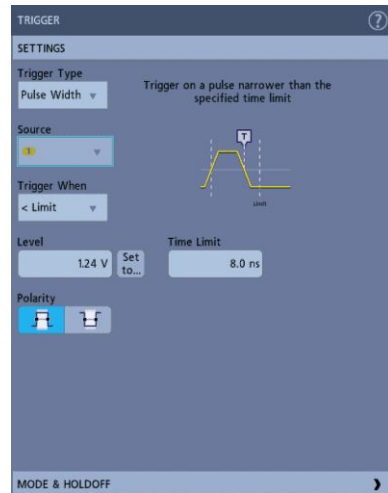 TRIGGER
?
SETTINGS
Trigger Type
Pulse Width
Trigger on a pulse narrower than the
specified time limit
Source
1
T
Limit
Trigger When
< Limit
Level
1.24 V
Set
to...
Time Limit
8.0 ns
Polarity
MODE & HOLDOFF